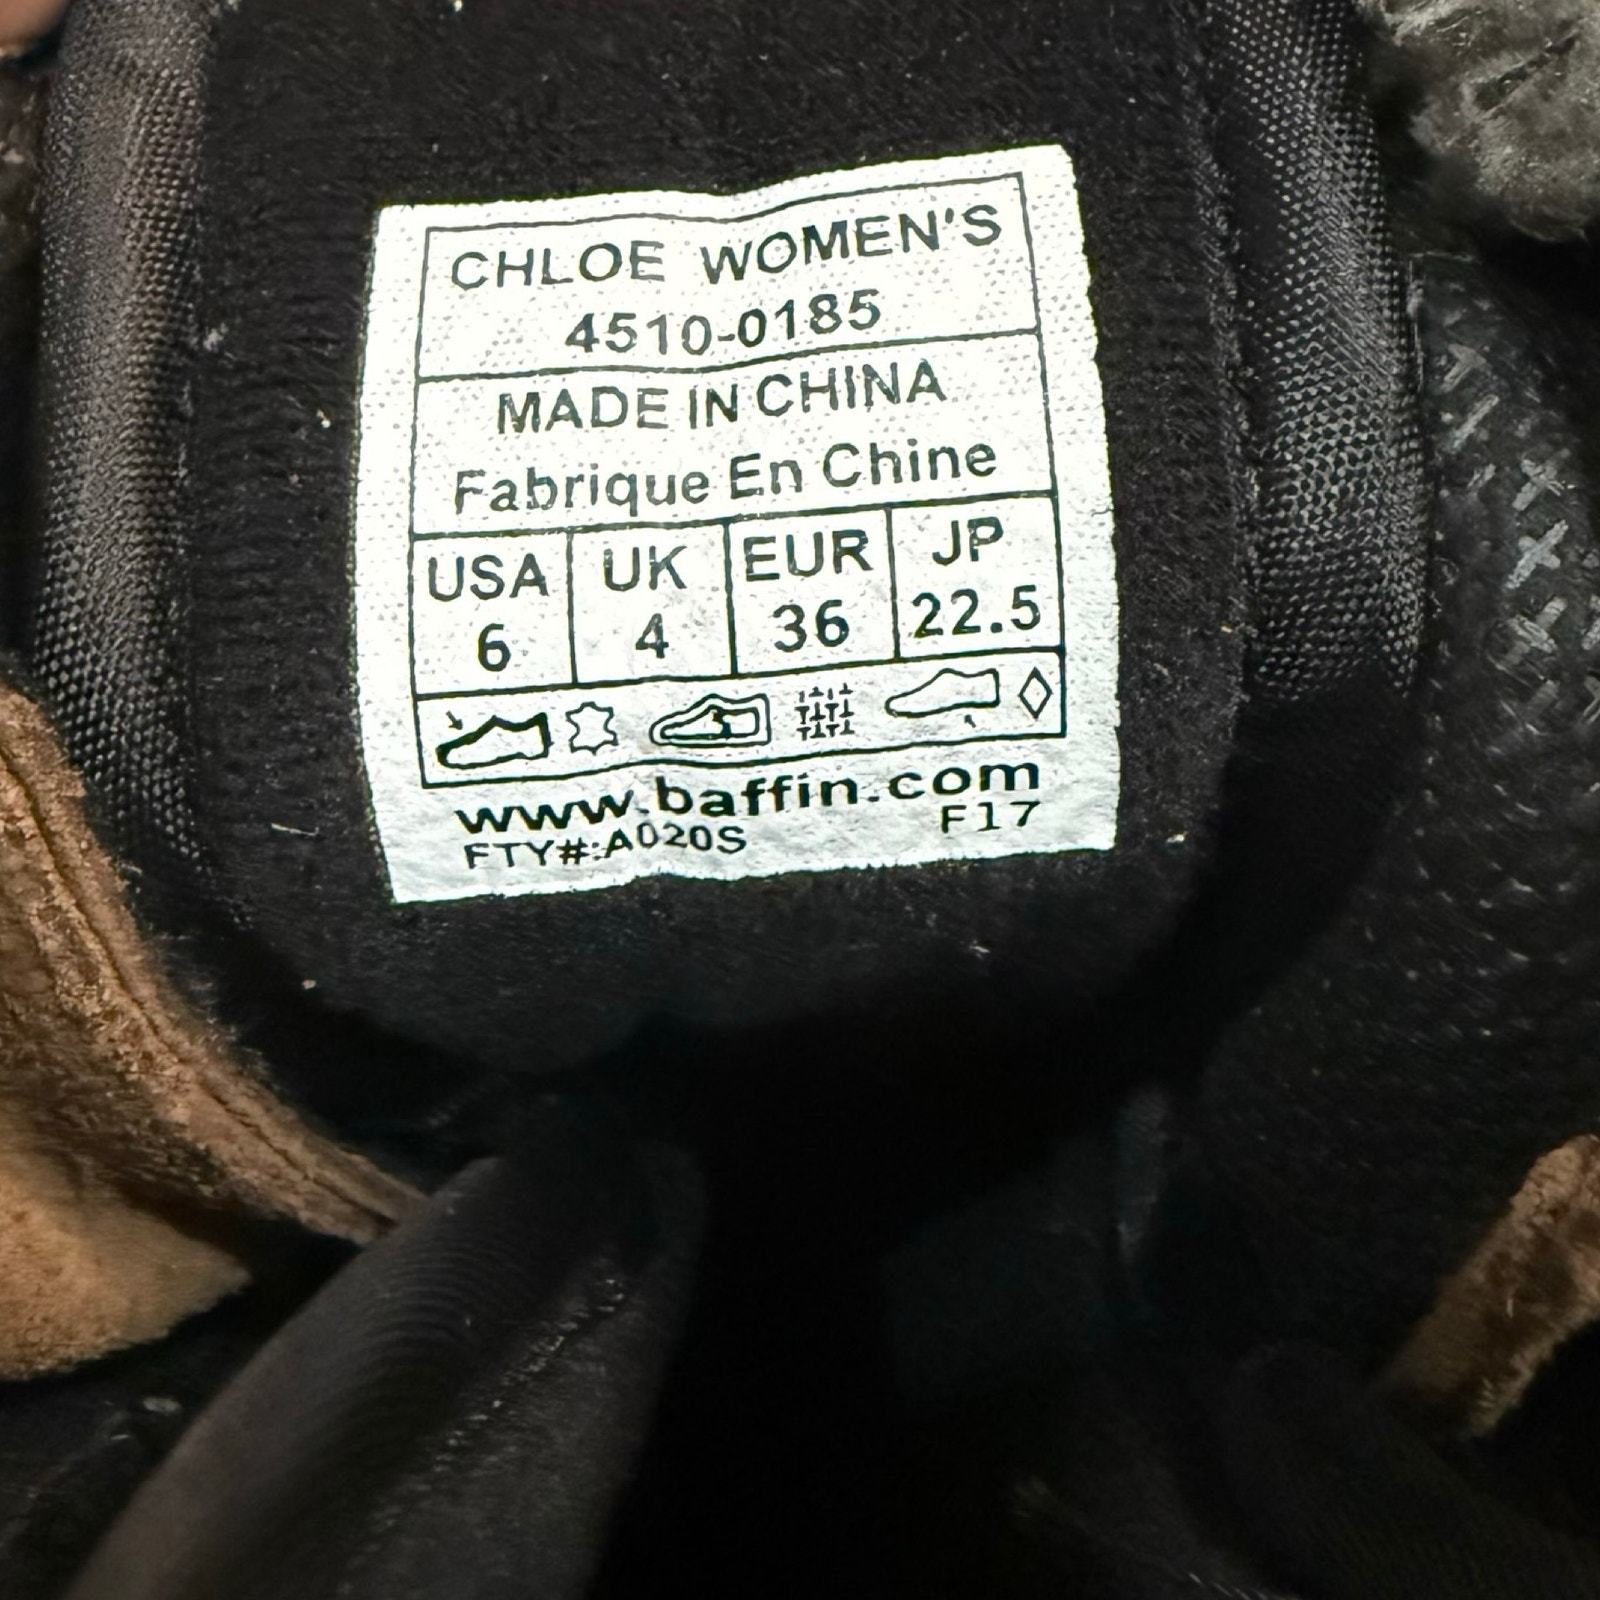 CHLOE WOMEN'S
4510-0185
MADE IN CHINA
Fabrique En Chine
USA UK EUR JP
6 4 36 22.5
www.baffin.com
FTY#:A020S F17